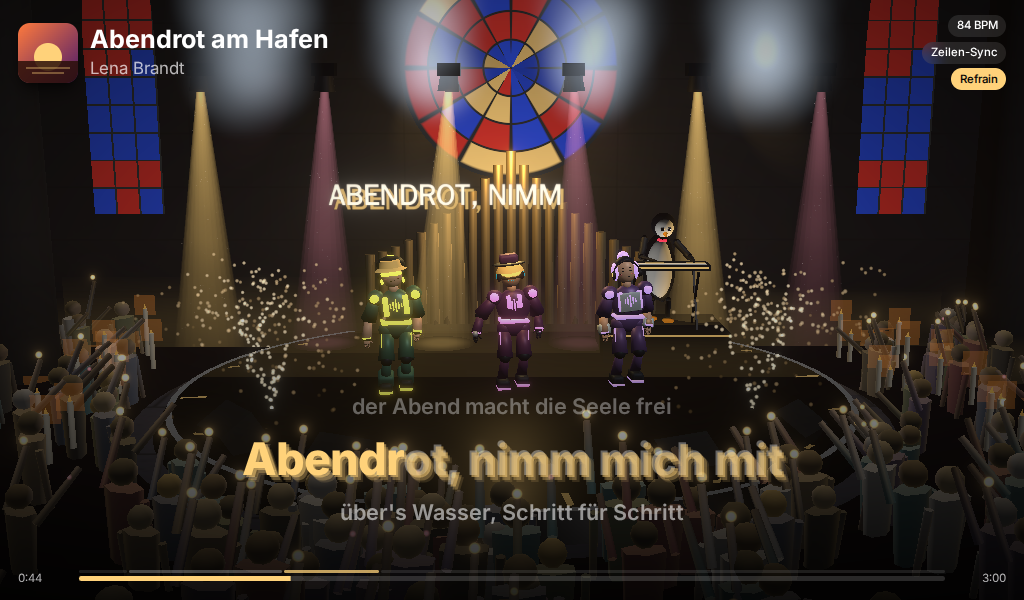 Abendrot am Hafen
Lena Brandt
84 BPM
Zeilen-Sync
Refrain
ABENDROT, NIMM
der Abend macht die Seele frei
Abendrot, nimm mich mit
über's Wasser, Schritt für Schritt
0:44
3:00